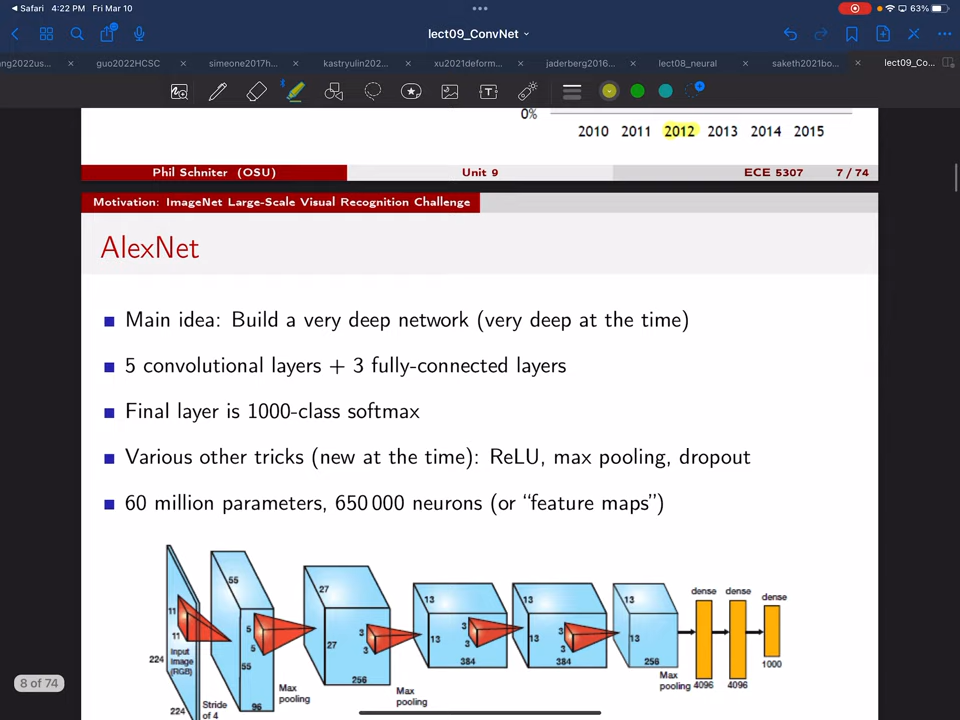 Safari 4:22 PM Fri Mar 10 63%
lect09_ConvNet
ang2022us... guo2022HCSC simeone2017h... kastryulin202... xu2021deform... jaderberg2016... lect08_neural saketh2021bo... lect09_Co...
0%
2010 2011 2012 2013 2014 2015
Phil Schniter (OSU) Unit 9 ECE 5307 7 / 74
Motivation: ImageNet Large-Scale Visual Recognition Challenge
AlexNet
Main idea: Build a very deep network (very deep at the time)
5 convolutional layers + 3 fully-connected layers
Final layer is 1000-class softmax
Various other tricks (new at the time): ReLU, max pooling, dropout
60 million parameters, 650 000 neurons (or “feature maps”)
55 27 13 13 13 dense dense dense
11 11 5 5 3 3 3 3 3 3
224 Input image (RGB) 55 27 13 13 13
96 256 384 384 256 1000
Max pooling Max pooling Max pooling 4096 4096
224 Stride of 4
8 of 74